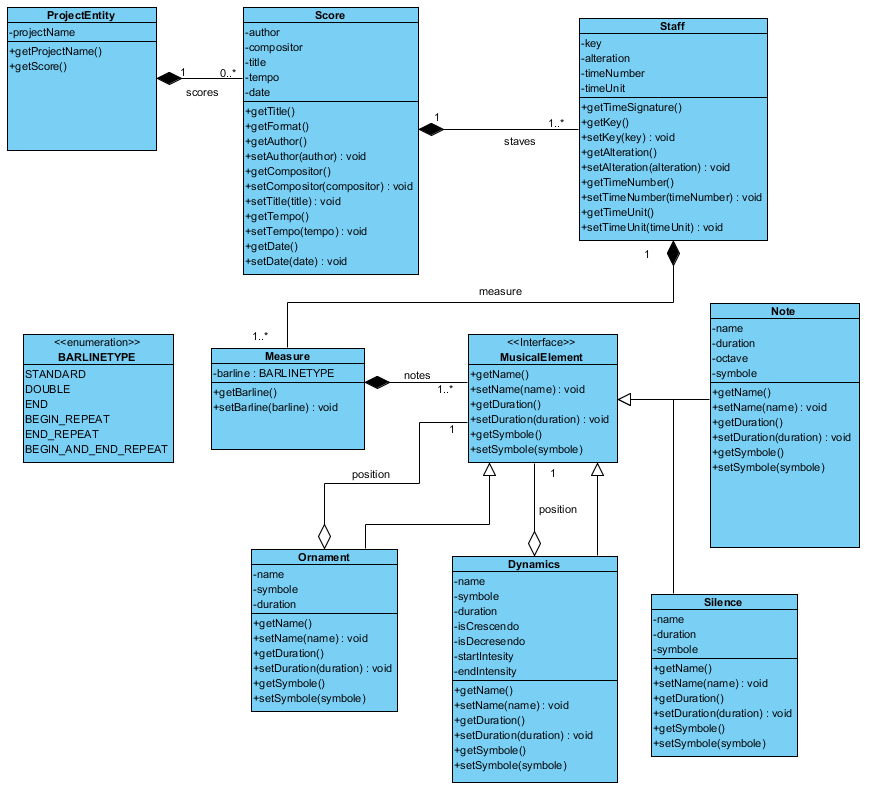 ProjectEntity
-projectName
+getProjectName()
+getScore()
1
0..*
scores
Score
-author
-compositor
-title
-tempo
-date
+getTitle()
+getFormat()
+getAuthor()
+setAuthor(author) : void
+getCompositor()
+setCompositor(compositor) : void
+setTitle(title) : void
+getTempo()
+setTempo(tempo) : void
+getDate()
+setDate(date) : void
1
1..*
staves
Staff
-key
-alteration
-timeNumber
-timeUnit
+getTimeSignature()
+getKey()
+setKey(key) : void
+getAlteration()
+setAlteration(alteration) : void
+getTimeNumber()
+setTimeNumber(timeNumber) : void
+getTimeUnit()
+setTimeUnit(timeUnit) : void
1
measure
1..*
<<enumeration>>
BARLINETYPE
STANDARD
DOUBLE
END
BEGIN_REPEAT
END_REPEAT
BEGIN_AND_END_REPEAT
Measure
-barline : BARLINETYPE
+getBarline()
+setBarline(barline) : void
notes
1..*
<<Interface>>
MusicalElement
+getName()
+setName(name) : void
+getDuration()
+setDuration(duration) : void
+getSymbole()
+setSymbole(symbole)
Note
-name
-duration
-octave
-symbole
+getName()
+setName(name) : void
+getDuration()
+setDuration(duration) : void
+getSymbole()
+setSymbole(symbole)
1
position
1
position
Ornament
-name
-symbole
-duration
+getName()
+setName(name) : void
+getDuration()
+setDuration(duration) : void
+getSymbole()
+setSymbole(symbole)
Dynamics
-name
-symbole
-duration
-isCrescendo
-isDecresendo
-startIntesity
-endIntensity
+getName()
+setName(name) : void
+getDuration()
+setDuration(duration) : void
+getSymbole()
+setSymbole(symbole)
Silence
-name
-duration
-symbole
+getName()
+setName(name) : void
+getDuration()
+setDuration(duration) : void
+getSymbole()
+setSymbole(symbole)